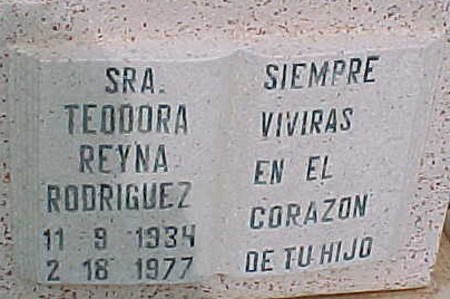 SRA.
TEODORA
REYNA
RODRIGUEZ
11 9 1934
2 18 1977
SIEMPRE
VIVIRAS
EN EL
CORAZON
DE TU HIJO